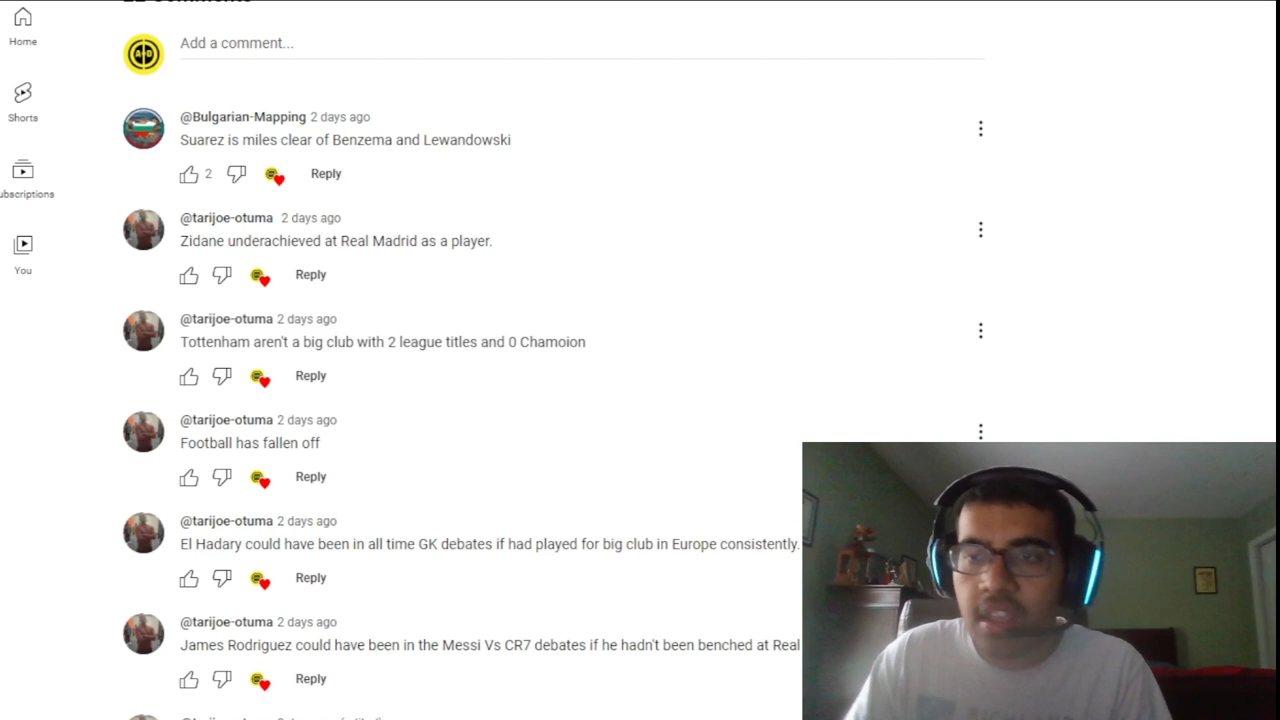 Home
Add a comment...
@Bulgarian-Mapping 2 days ago
Suarez is miles clear of Benzema and Lewandowski
Shorts
2 Reply
ubscriptions
@tarijoe-otuma 2 days ago
Zidane underachieved at Real Madrid as a player.
You
Reply
@tarijoe-otuma 2 days ago
Tottenham aren't a big club with 2 league titles and 0 Chamoion
Reply
@tarijoe-otuma 2 days ago
Football has fallen off
Reply
@tarijoe-otuma 2 days ago
El Hadary could have been in all time GK debates if had played for big club in Europe consistently.
Reply
@tarijoe-otuma 2 days ago
James Rodriguez could have been in the Messi Vs CR7 debates if he hadn't been benched at Real
Reply